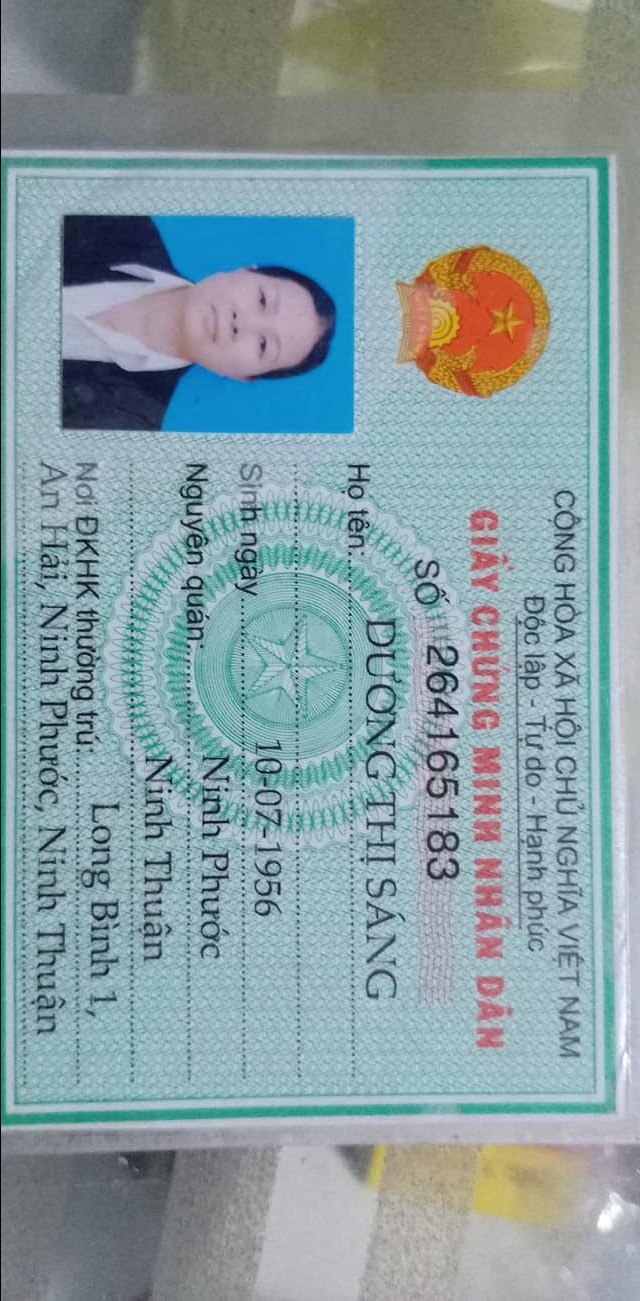 CỘNG HÒA XÃ HỘI CHỦ NGHĨA VIỆT NAM
Độc lập - Tự do - Hạnh phúc
GIẤY CHỨNG MINH NHÂN DÂN
SỐ 264165183
Họ tên: DƯƠNG THỊ SÁNG
Sinh ngày 10-07-1956
Nguyên quán: Ninh Phước
Ninh Thuận
Nơi ĐKHK thường trú: Long Bình 1,
An Hải, Ninh Phước, Ninh Thuận